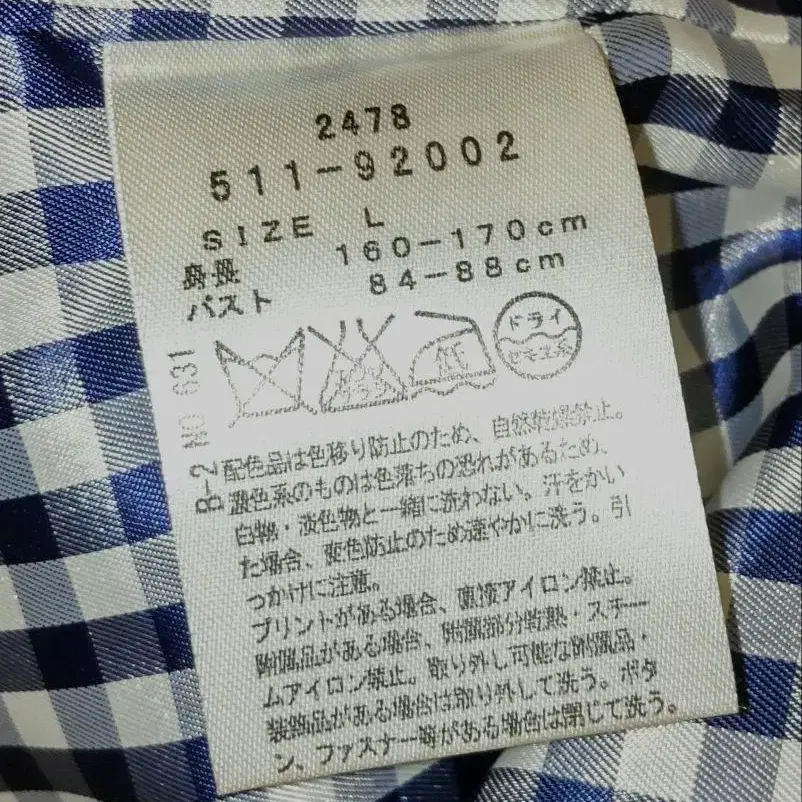 2478
511-92002
SIZE L
身長 160-170cm
バスト 84-88cm
ドライ
セキユ系
エンソサラシ
低
B-2 NO 631
配色品は色移り防止のため、自然乾燥禁止。
濃色系のものは色落ちの恐れがあるため、
白物・淡色物と一緒に洗わない。汗をかい
た場合、変色防止のため速やかに洗う。引
っかけに注意。
プリントがある場合、直接アイロン禁止。
附属品がある場合、附属部分乾熱・スチー
ムアイロン禁止。取り外し可能な附属品・
装飾品がある場合は取り外して洗う。ボタ
ン、ファスナー等がある場合は閉じて洗う。